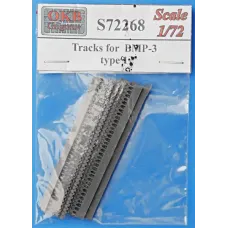 OKB
S72268
Scale
1/72
Tracks for BMP-3